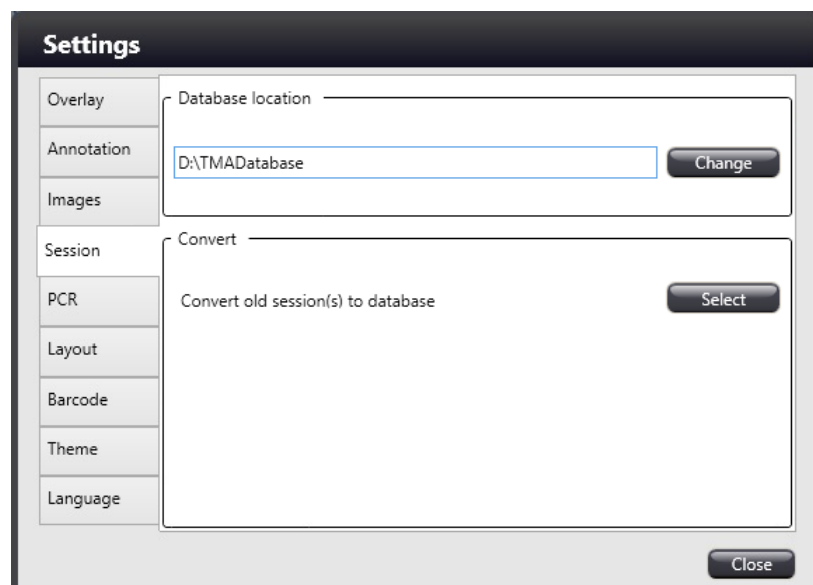 Settings
Overlay
Annotation
Images
Session
PCR
Layout
Barcode
Theme
Language
Database location
D:\TMADatabase
Change
Convert
Convert old session(s) to database
Select
Close